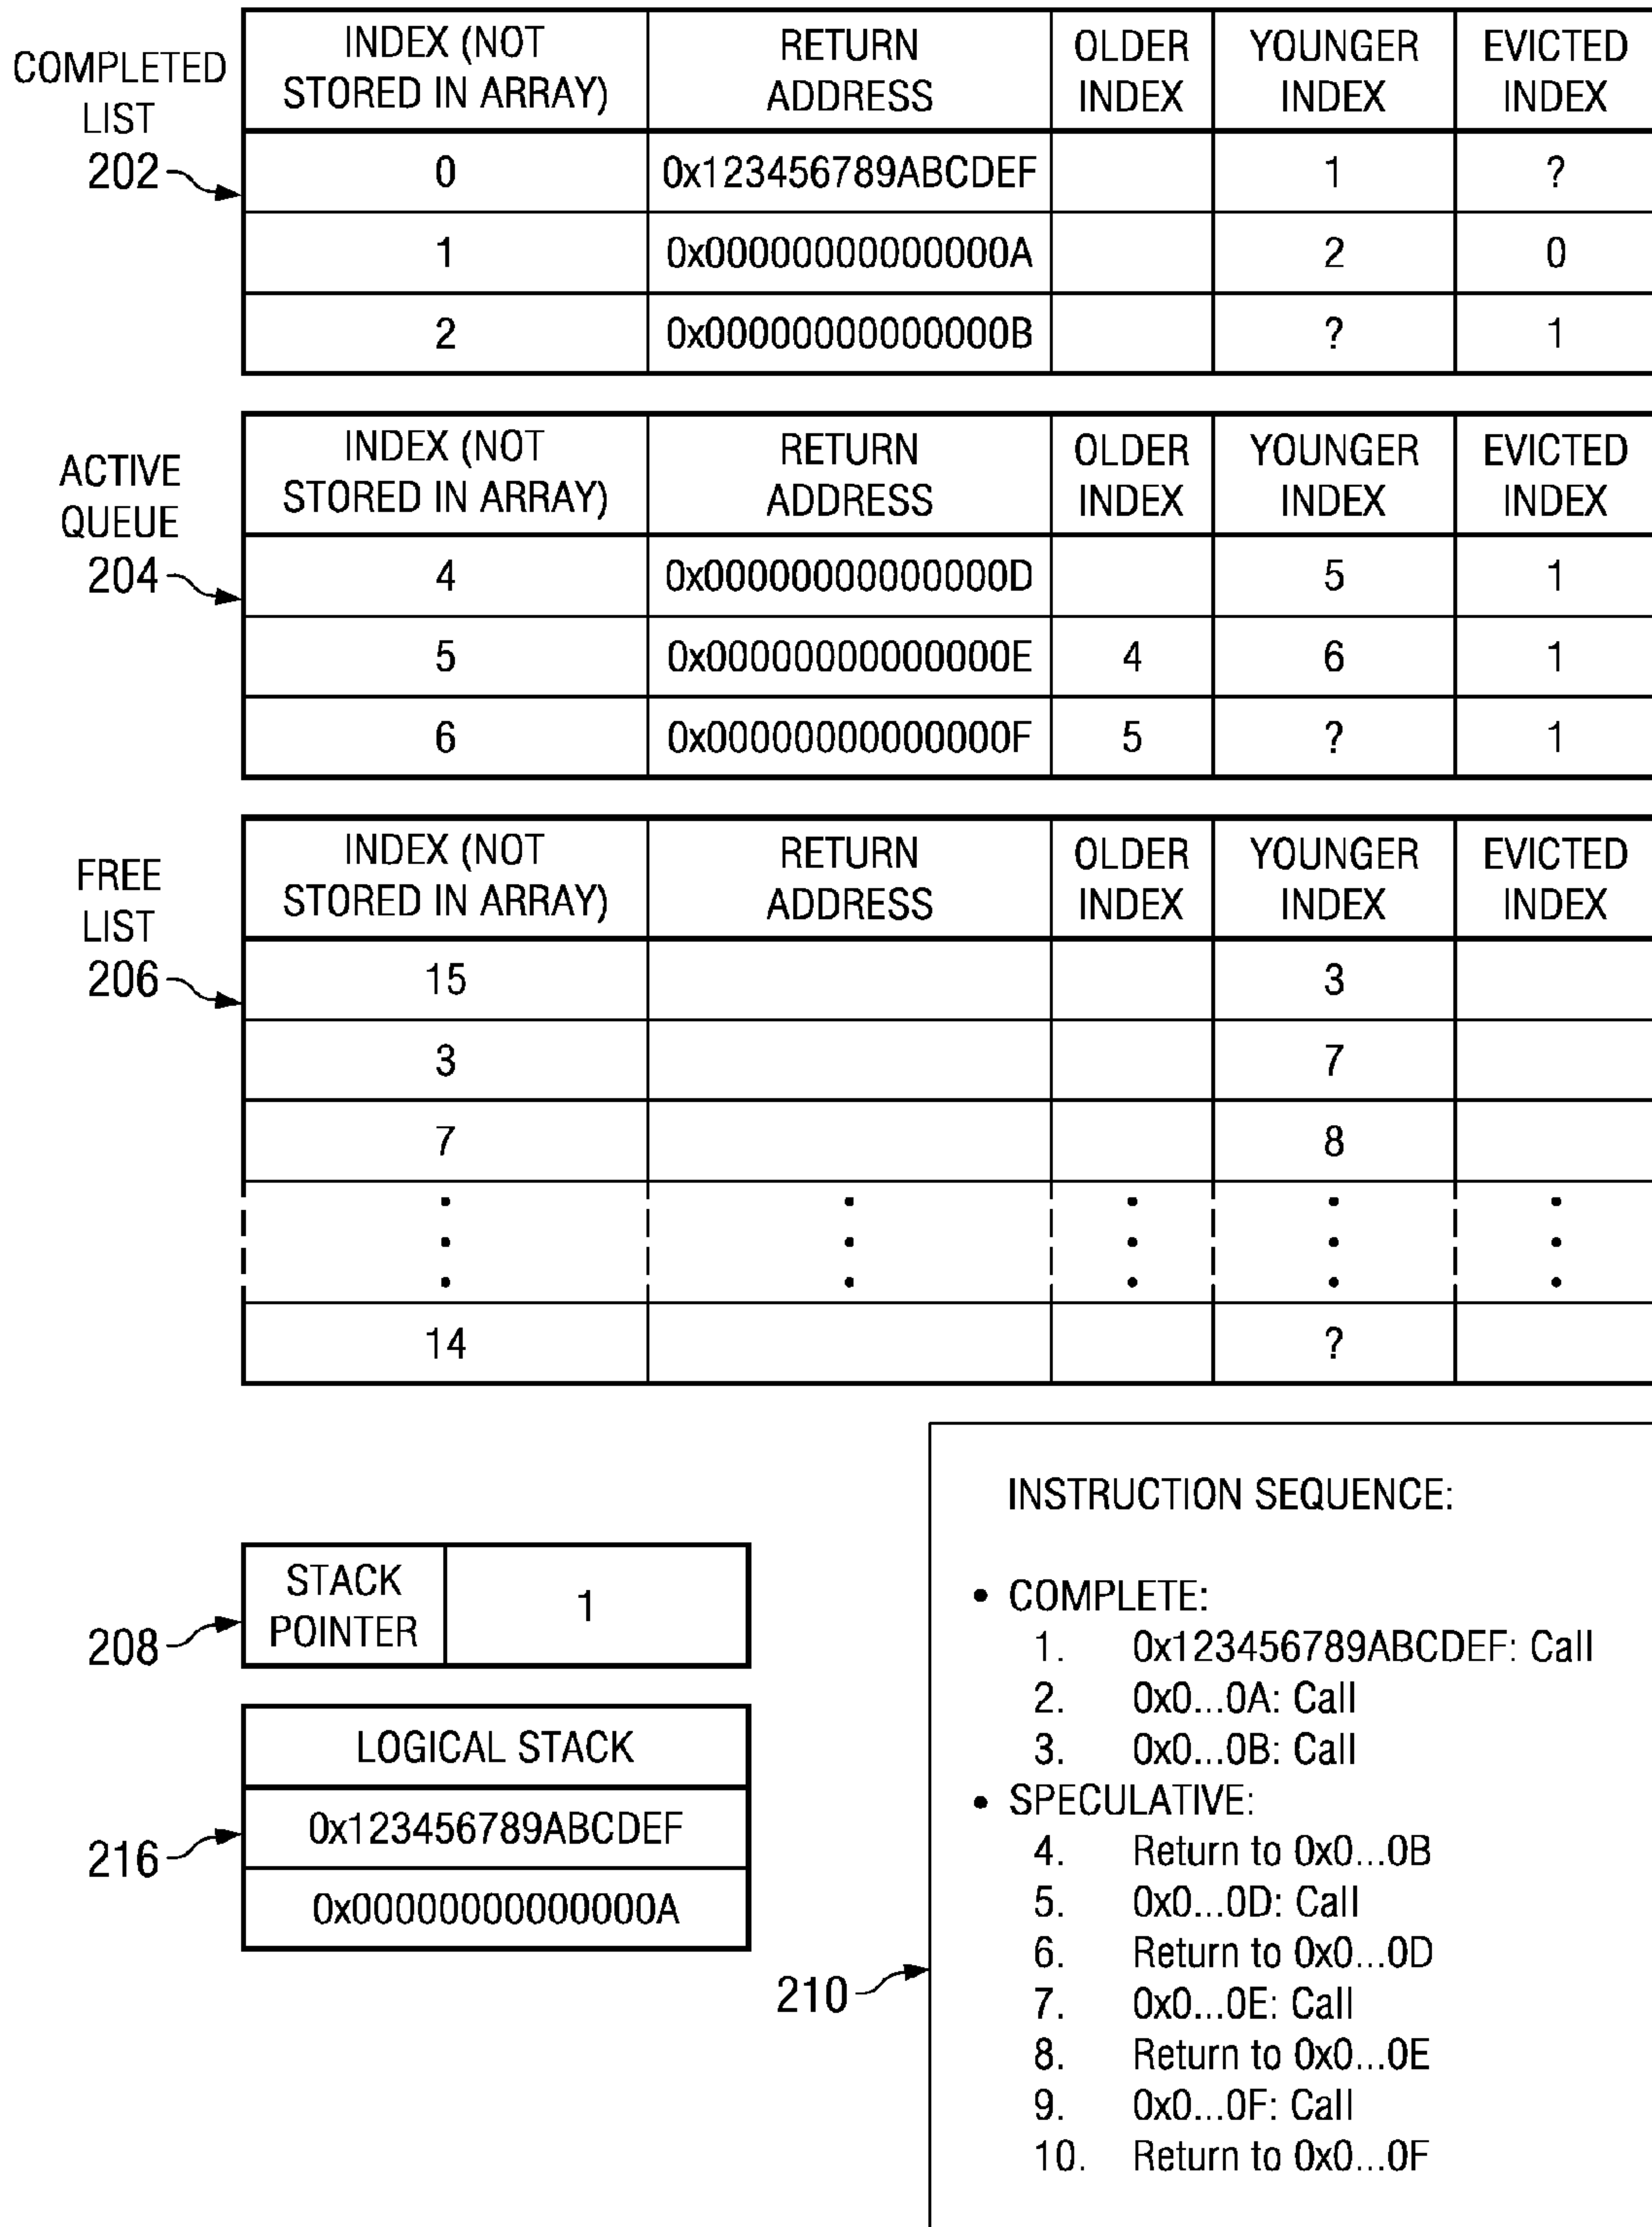 COMPLETED
LIST
202
INDEX (NOT STORED IN ARRAY) RETURN ADDRESS OLDER INDEX YOUNGER INDEX EVICTED INDEX
0 0x123456789ABCDEF 1 ?
1 0x00000000000000A 2 0
2 0x00000000000000B ? 1
ACTIVE
QUEUE
204
INDEX (NOT STORED IN ARRAY) RETURN ADDRESS OLDER INDEX YOUNGER INDEX EVICTED INDEX
4 0x00000000000000D 5 1
5 0x00000000000000E 4 6 1
6 0x00000000000000F 5 ? 1
FREE
LIST
206
INDEX (NOT STORED IN ARRAY) RETURN ADDRESS OLDER INDEX YOUNGER INDEX EVICTED INDEX
15 3
3 7
7 8
14 ?
208
STACK POINTER 1
216
LOGICAL STACK
0x123456789ABCDEF
0x00000000000000A
210
INSTRUCTION SEQUENCE:
• COMPLETE:
1. 0x123456789ABCDEF: Call
2. 0x0...0A: Call
3. 0x0...0B: Call
• SPECULATIVE:
4. Return to 0x0...0B
5. 0x0...0D: Call
6. Return to 0x0...0D
7. 0x0...0E: Call
8. Return to 0x0...0E
9. 0x0...0F: Call
10. Return to 0x0...0F